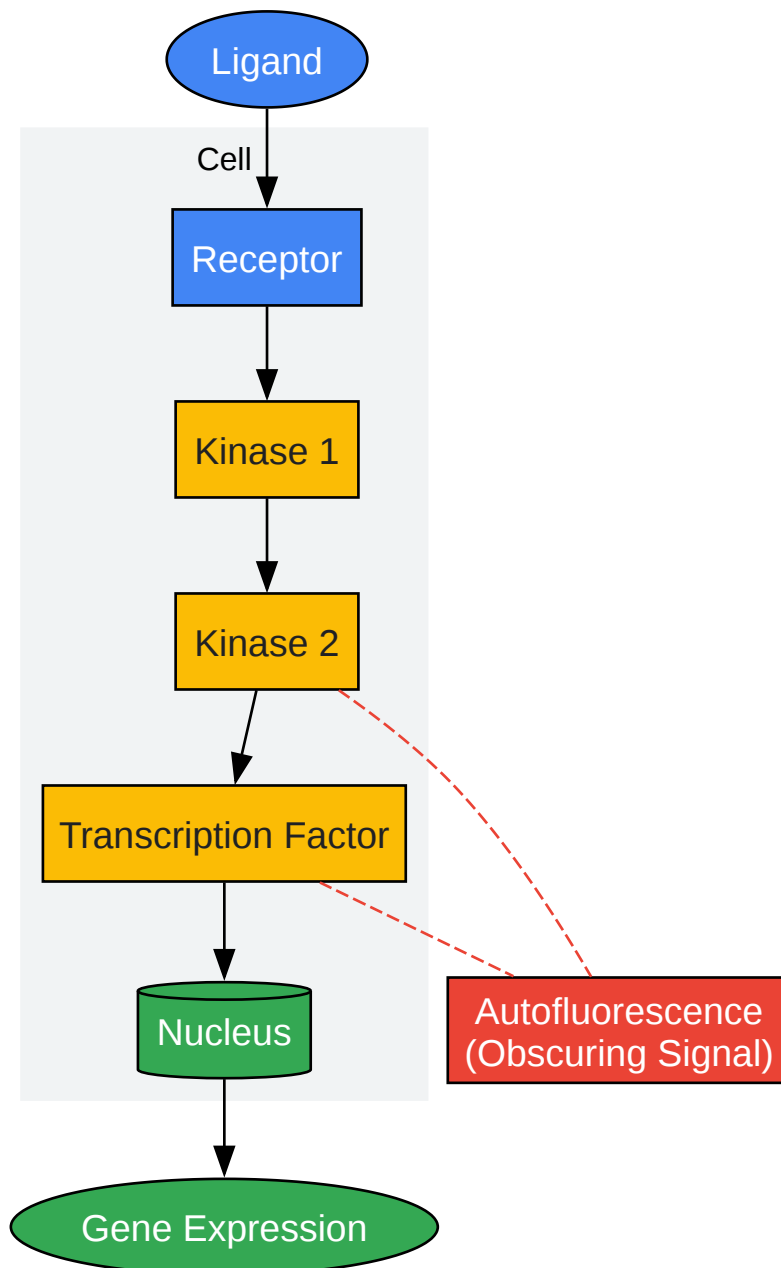 Ligand
Cell
Receptor
Kinase 1
Kinase 2
Transcription Factor
Nucleus
Autofluorescence
(Obscuring Signal)
Gene Expression